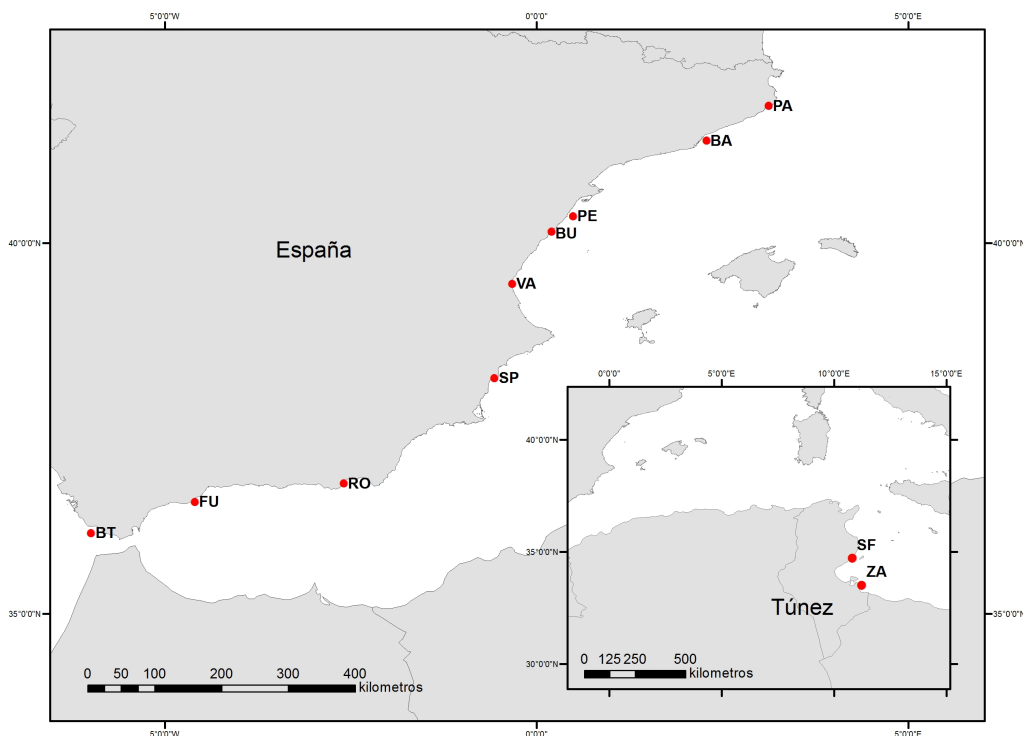 5°0'0"W 0°0'0" 5°0'0"E
PA
BA
PE
BU
40°0'0"N España 40°0'0"N
VA
SP
0°0'0" 5°0'0"E 10°0'0"E 15°0'0"E
40°0'0"N
RO
FU
BT
SF
35°0'0"N
ZA
Túnez
35°0'0"N 35°0'0"N
30°0'0"N
0 125 250 500
kilometros
0 50 100 200 300 400
kilometros
5°0'0"W 0°0'0" 5°0'0"E